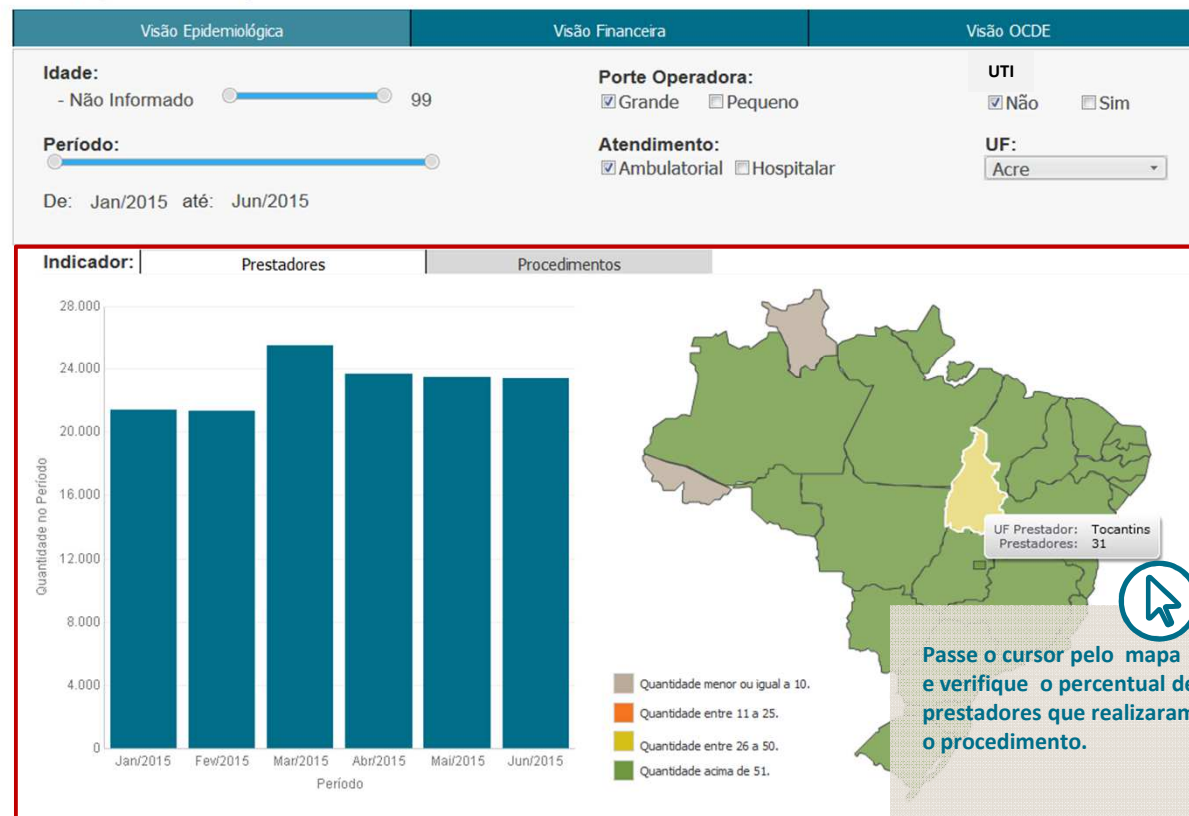 Visão Epidemiológica
Visão Financeira
Visão OCDE
Idade:
- Não Informado 99
Período:
De: Jan/2015 até: Jun/2015
Porte Operadora:
Grande Pequeno
Atendimento:
Ambulatorial Hospitalar
UTI
Não Sim
UF:
Acre
Indicador:
Prestadores
Procedimentos
28.000
24.000
20.000
16.000
12.000
8.000
4.000
0
Quantidade no Período
Jan/2015 Fev/2015 Mar/2015 Abr/2015 Mai/2015 Jun/2015
Período
UF Prestador: Tocantins
Prestadores: 31
Quantidade menor ou igual a 10.
Quantidade entre 11 a 25.
Quantidade entre 26 a 50.
Quantidade acima de 51.
Passe o cursor pelo mapa
e verifique o percentual de
prestadores que realizaram
o procedimento.